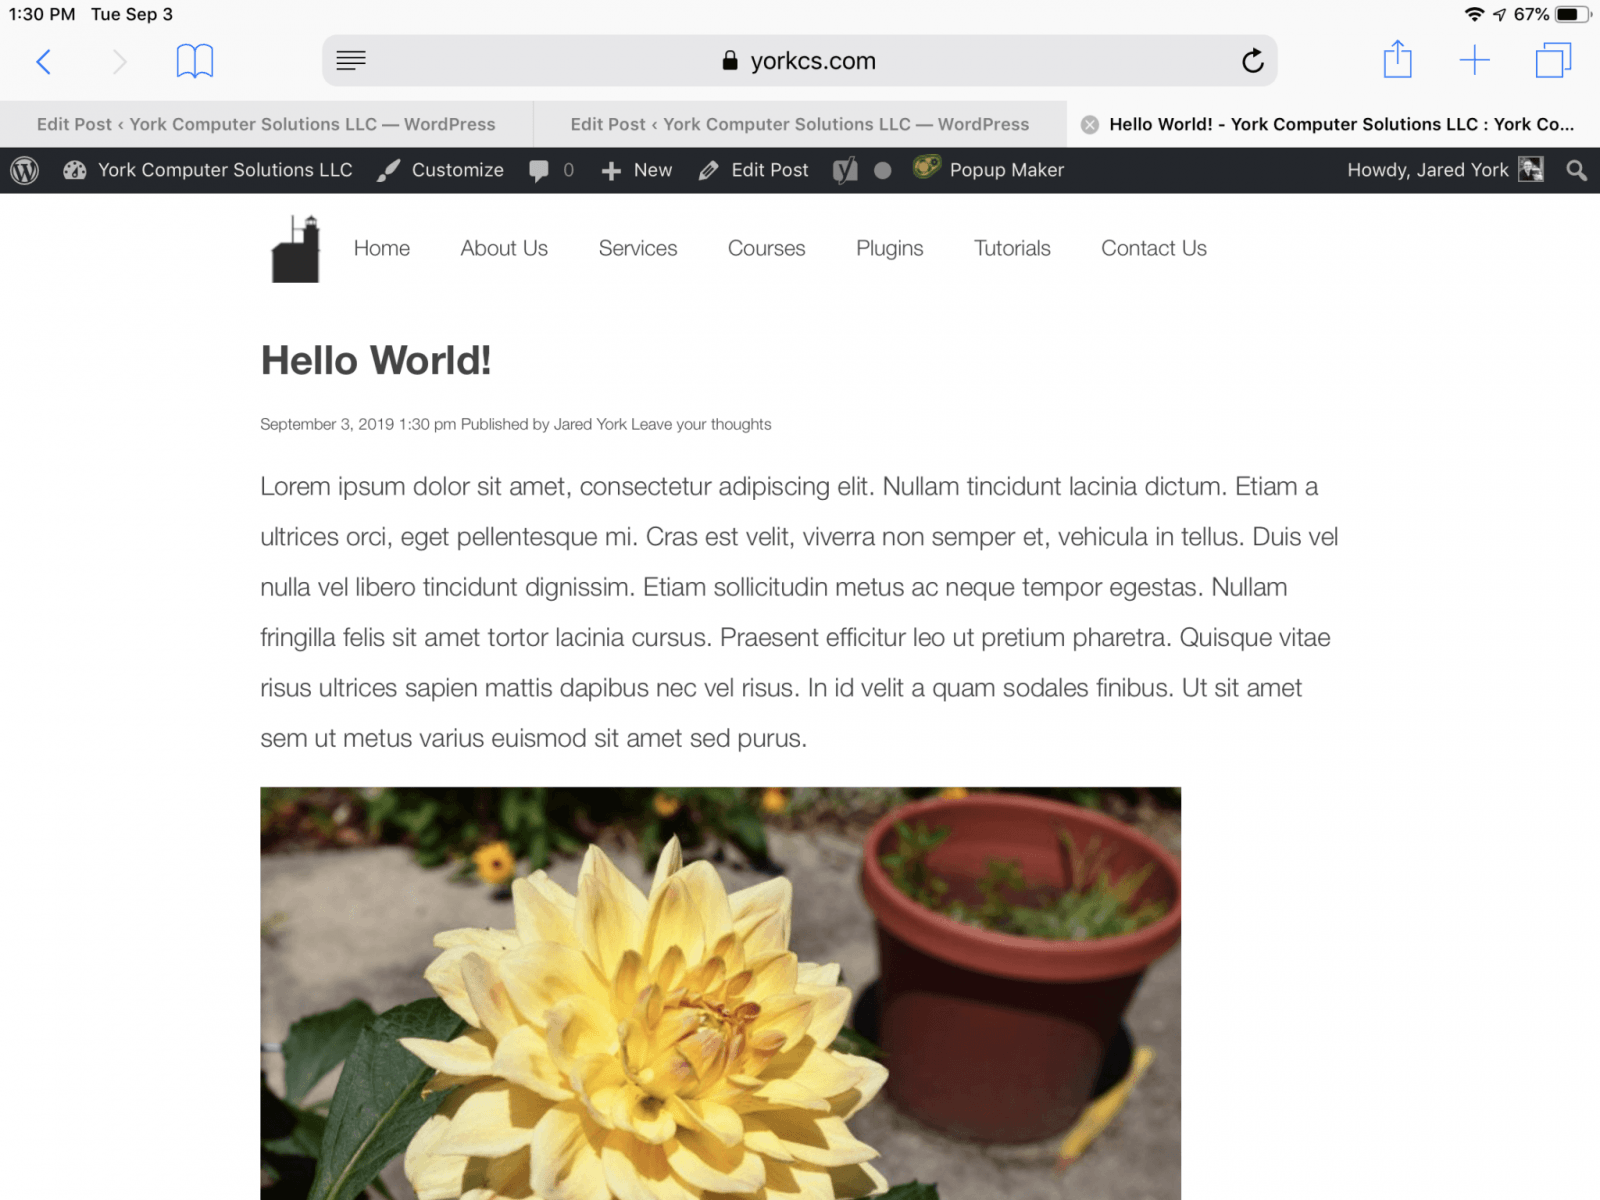 1:30 PM Tue Sep 3 67%
yorkcs.com
Edit Post ‹ York Computer Solutions LLC — WordPress Edit Post ‹ York Computer Solutions LLC — WordPress Hello World! - York Computer Solutions LLC : York Co...
York Computer Solutions LLC Customize 0 New Edit Post Popup Maker Howdy, Jared York
Home About Us Services Courses Plugins Tutorials Contact Us
Hello World!
September 3, 2019 1:30 pm Published by Jared York Leave your thoughts
Lorem ipsum dolor sit amet, consectetur adipiscing elit. Nullam tincidunt lacinia dictum. Etiam a
ultrices orci, eget pellentesque mi. Cras est velit, viverra non semper et, vehicula in tellus. Duis vel
nulla vel libero tincidunt dignissim. Etiam sollicitudin metus ac neque tempor egestas. Nullam
fringilla felis sit amet tortor lacinia cursus. Praesent efficitur leo ut pretium pharetra. Quisque vitae
risus ultrices sapien mattis dapibus nec vel risus. In id velit a quam sodales finibus. Ut sit amet
sem ut metus varius euismod sit amet sed purus.